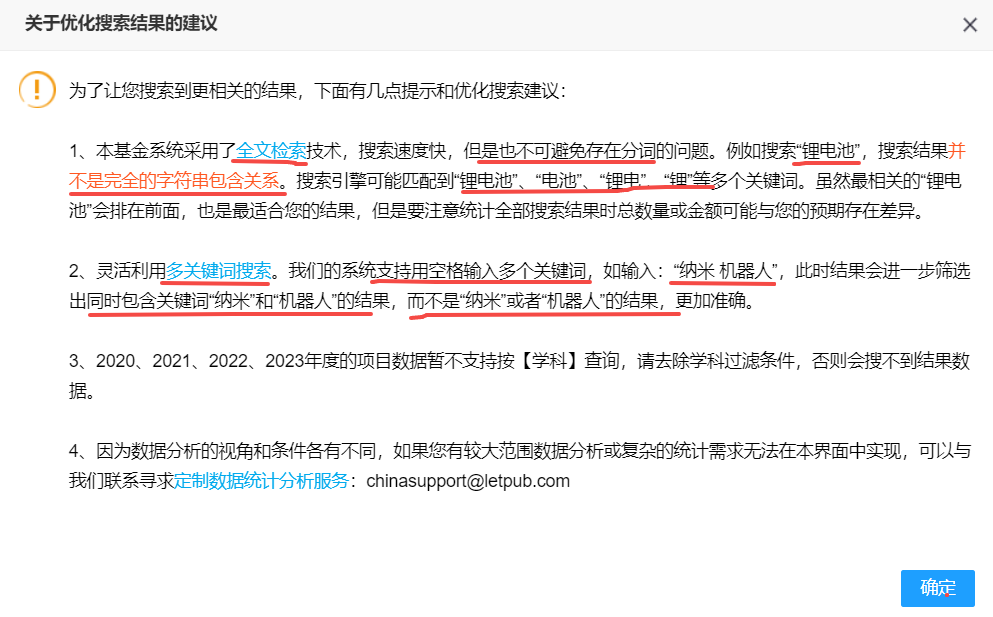 关于优化搜索结果的建议
为了让您搜索到更相关的结果，下面有几点提示和优化搜索建议：
1、本基金系统采用了全文检索技术，搜索速度快，但是也不可避免存在分词的问题。例如搜索“锂电池”，搜索结果并
不是完全的字符串包含关系。搜索引擎可能匹配到“锂电池”、“电池”、“锂电”、“锂”等多个关键词。虽然最相关的“锂电
池”会排在前面，也是最适合您的结果，但是要注意统计全部搜索结果时总数量或金额可能与您的预期存在差异。
2、灵活利用多关键词搜索。我们的系统支持用空格输入多个关键词，如输入：“纳米 机器人”，此时结果会进一步筛选
出同时包含关键词“纳米”和“机器人”的结果，而不是“纳米”或者“机器人”的结果，更加准确。
3、2020、2021、2022、2023年度的项目数据暂不支持按【学科】查询，请去除学科过滤条件，否则会搜不到结果数
据。
4、因为数据分析的视角和条件各有不同，如果您有较大范围数据分析或复杂的统计需求无法在本界面中实现，可以与
我们联系寻求定制数据统计分析服务：chinasupport@letpub.com
确定